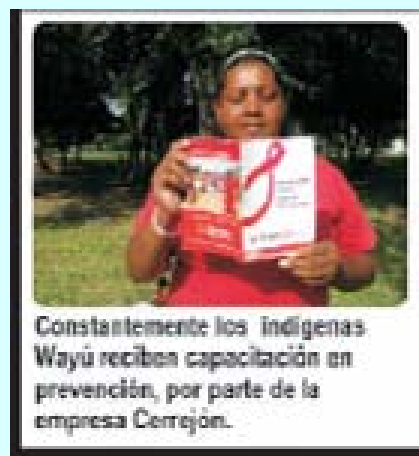 Constantemente los indígenas
Wayú reciben capacitación en
prevención, por parte de la
empresa Cerrejón.